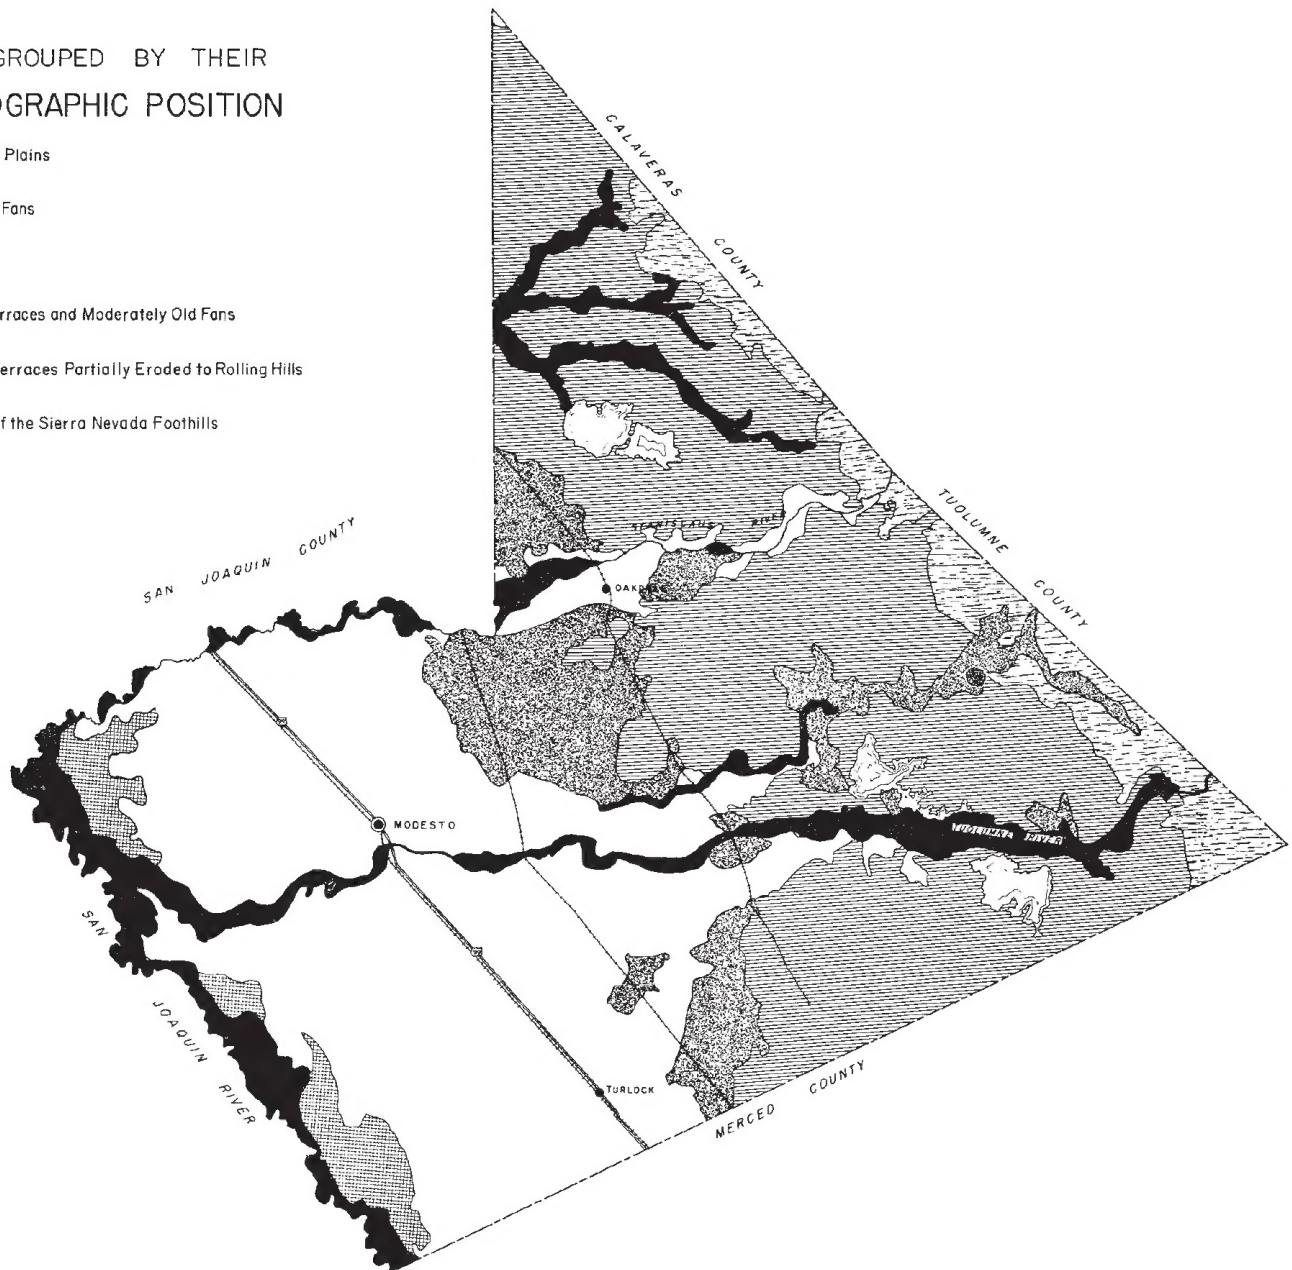 GROUPED BY THEIR
OGRAPHIC POSITION
Plains
Fans
rraces and Moderately Old Fans
erraces Partially Eroded to Rolling Hills
f the Sierra Nevada Foothills
CALAVERAS COUNTY
TUOLUMNE COUNTY
SAN JOAQUIN COUNTY
STANISLAUS RIVER
OAKDALE
MODESTO
TUOLUMNE RIVER
SAN JOAQUIN RIVER
TURLOCK
MERCED COUNTY